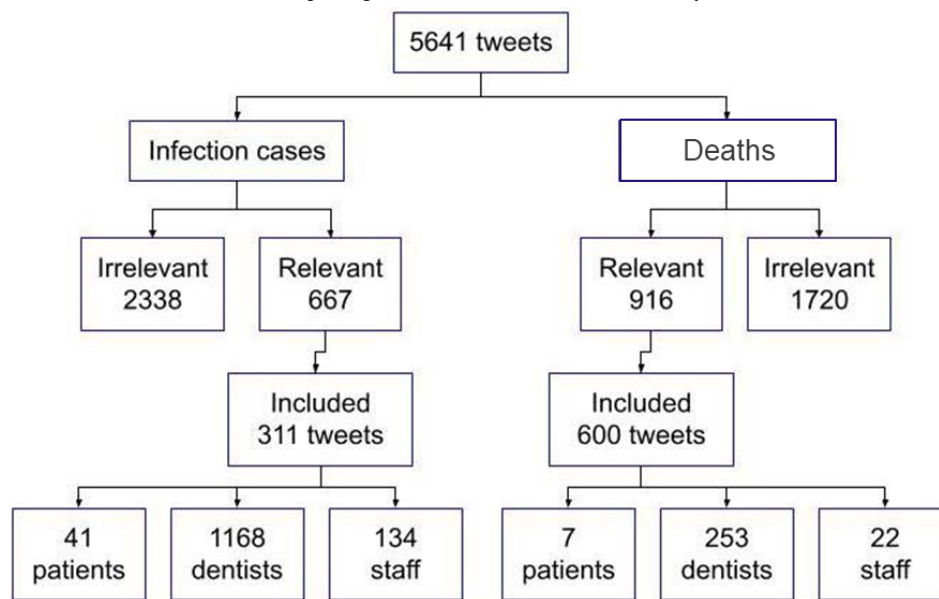 5641 tweets
Infection cases
Deaths
Irrelevant
2338
Relevant
667
Relevant
916
Irrelevant
1720
Included
311 tweets
Included
600 tweets
41
patients
1168
dentists
134
staff
7
patients
253
dentists
22
staff